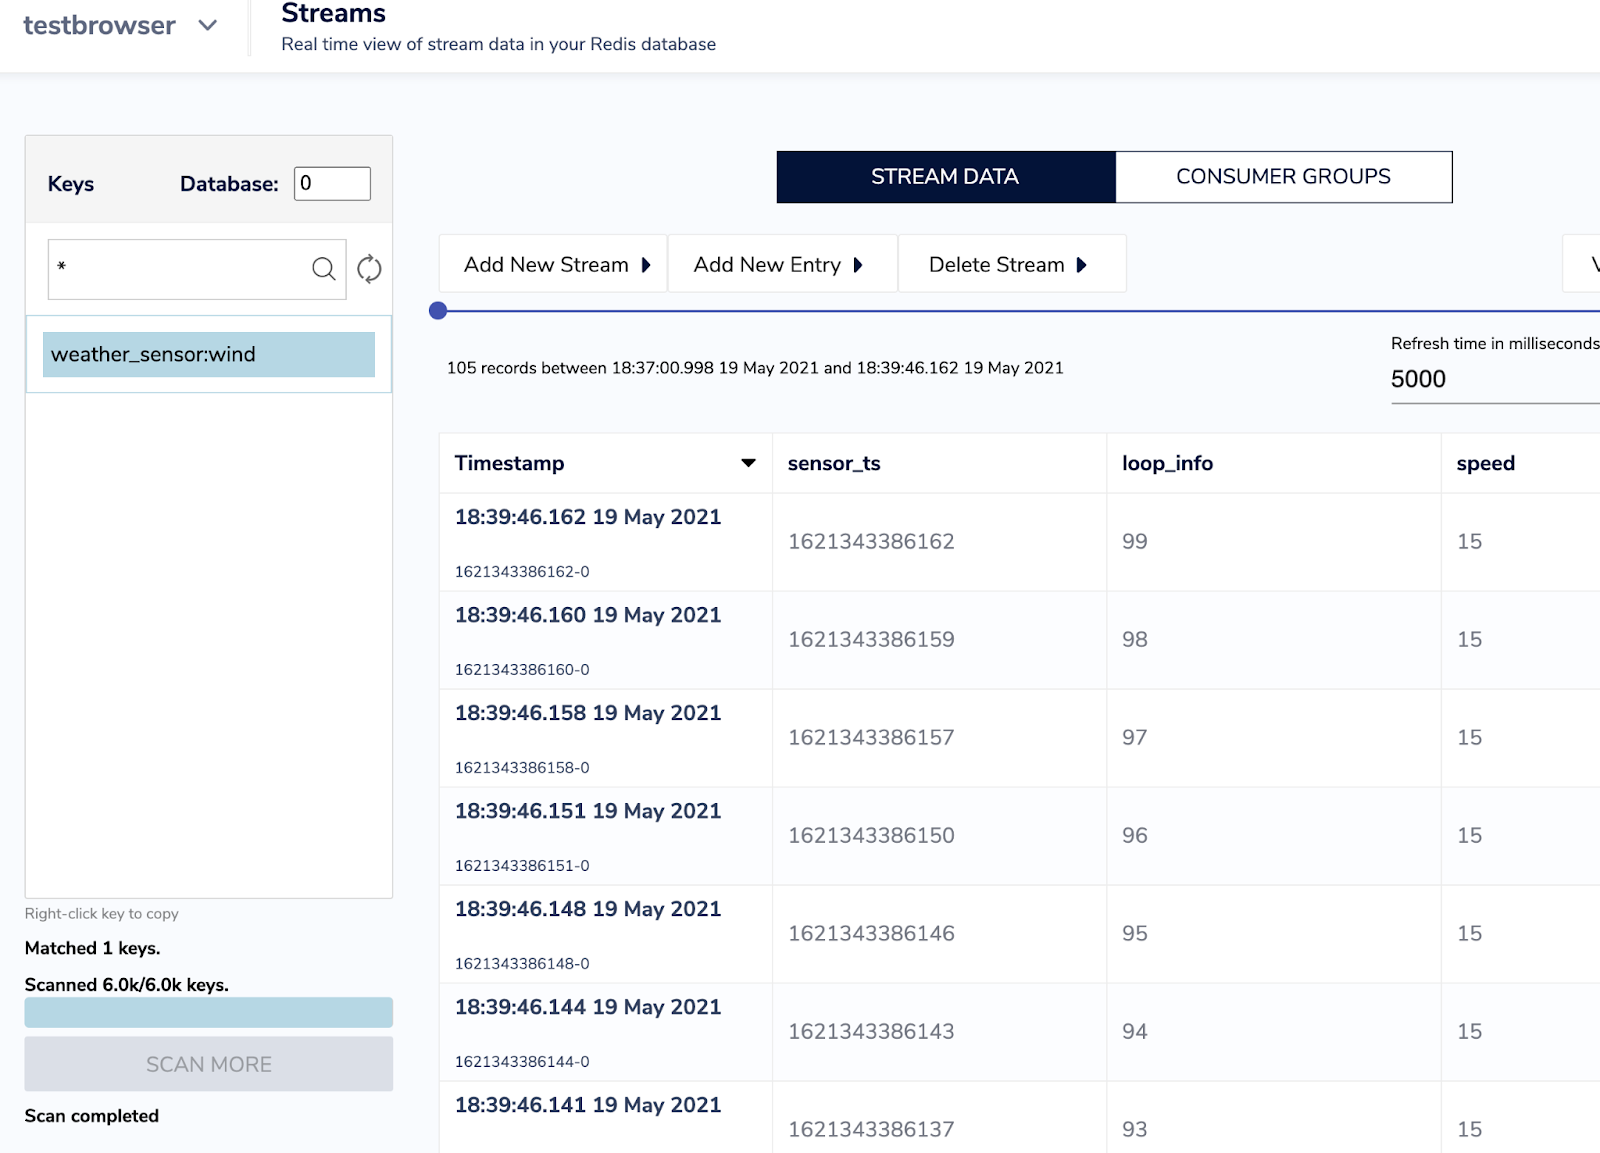 testbrowser
Streams
Real time view of stream data in your Redis database
Keys
Database: 0
*
weather_sensor:wind
Right-click key to copy
Matched 1 keys.
Scanned 6.0k/6.0k keys.
SCAN MORE
Scan completed
STREAM DATA CONSUMER GROUPS
Add New Stream Add New Entry Delete Stream
105 records between 18:37:00.998 19 May 2021 and 18:39:46.162 19 May 2021
Refresh time in milliseconds
5000
Timestamp sensor_ts loop_info speed
18:39:46.162 19 May 2021
1621343386162 99 15
1621343386162-0
18:39:46.160 19 May 2021
1621343386159 98 15
1621343386160-0
18:39:46.158 19 May 2021
1621343386157 97 15
1621343386158-0
18:39:46.151 19 May 2021
1621343386150 96 15
1621343386151-0
18:39:46.148 19 May 2021
1621343386146 95 15
1621343386148-0
18:39:46.144 19 May 2021
1621343386143 94 15
1621343386144-0
18:39:46.141 19 May 2021
1621343386137 93 15